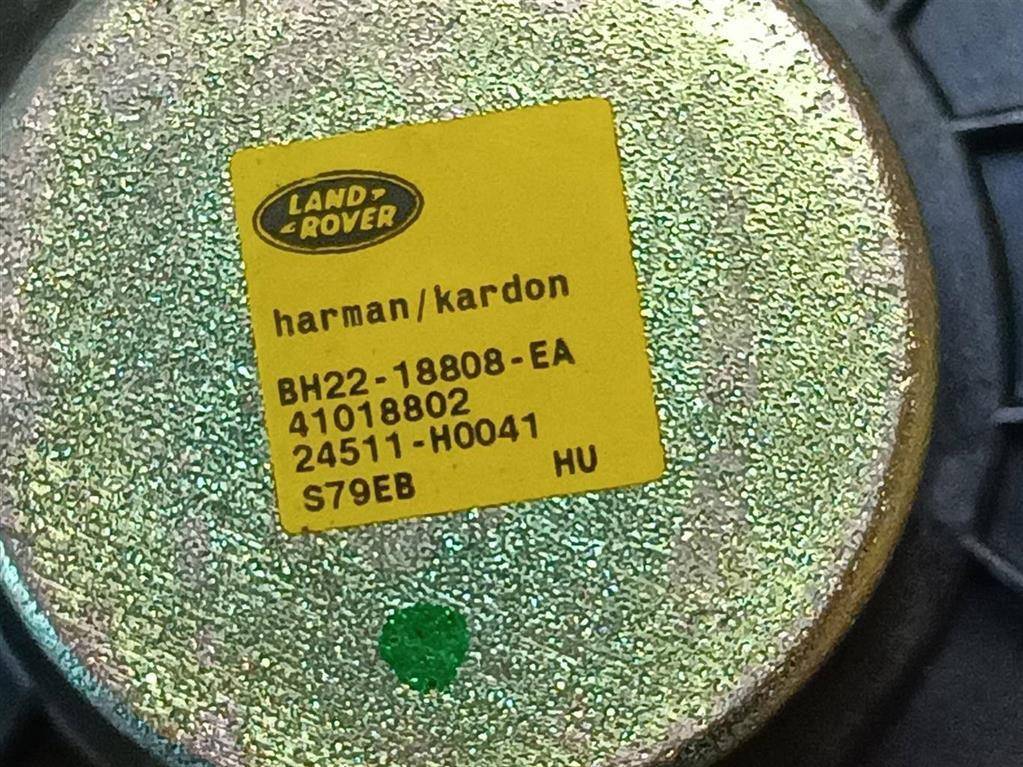 LAND
ROVER
harman/kardon
BH22-18808-EA
41018802
24511-H0041
S79EB HU